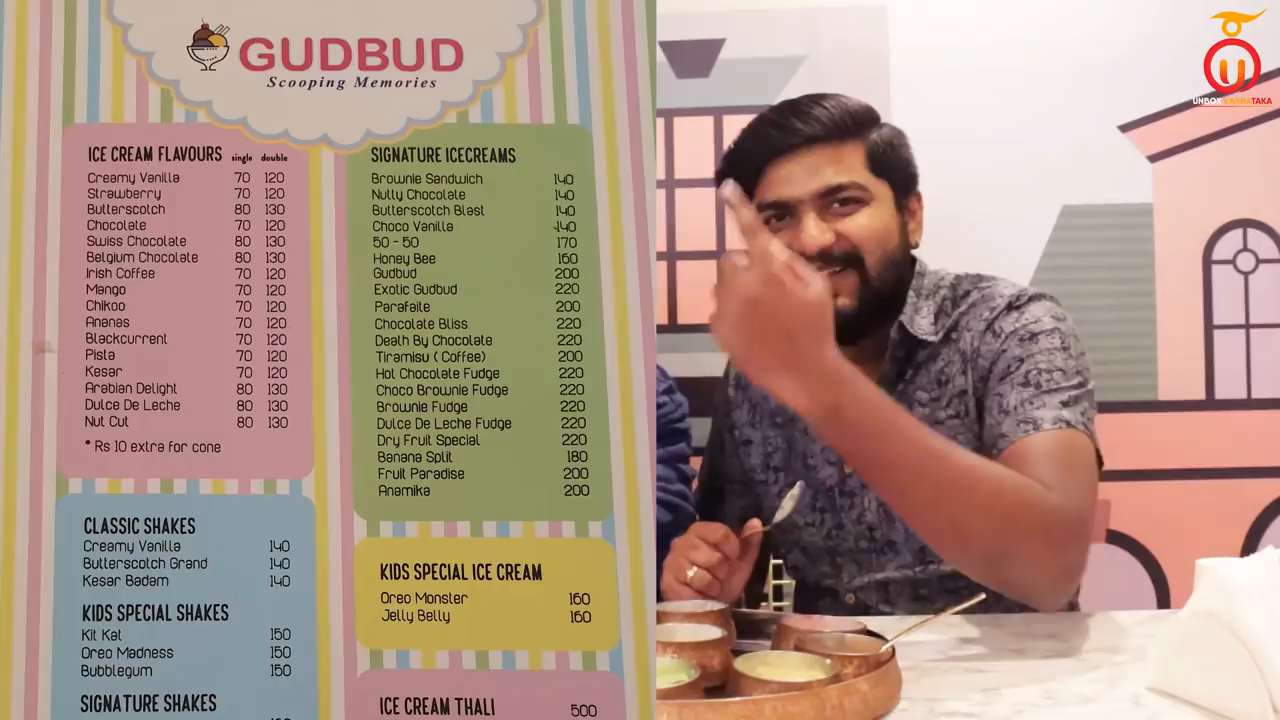 GUDBUD
Scooping Memories
ICE CREAM FLAVOURS single double
Creamy Vanilla 70 120
Strawberry 70 120
Butterscotch 80 130
Chocolate 70 120
Swiss Chocolate 80 130
Belgium Chocolate 80 130
Irish Coffee 70 120
Mango 70 120
Chikoo 70 120
Ananas 70 120
Blackcurrent 70 120
Pista 70 120
Kesar 70 120
Arabian Delight 80 130
Dulce De Leche 80 130
Nut Cut 80 130
* Rs 10 extra for cone
CLASSIC SHAKES
Creamy Vanilla 140
Butterscotch Grand 140
Kesar Badam 140
KIDS SPECIAL SHAKES
Kit Kat 150
Oreo Madness 150
Bubblegum 150
SIGNATURE SHAKES
SIGNATURE ICECREAMS
Brownie Sandwich 140
Nutty Chocolate 140
Butterscotch Blast 140
Choco Vanilla 140
50 - 50 170
Honey Bee 160
Gudbud 200
Exotic Gudbud 220
Parafaite 200
Chocolate Bliss 220
Death By Chocolate 220
Tiramisu ( Coffee) 200
Hot Chocolate Fudge 220
Choco Brownie Fudge 220
Brownie Fudge 220
Dulce De Leche Fudge 220
Dry Fruit Special 220
Banana Split 180
Fruit Paradise 200
Anamika 200
KIDS SPECIAL ICE CREAM
Oreo Monster 160
Jelly Belly 160
ICE CREAM THALI 500
UNBOX KARNATAKA